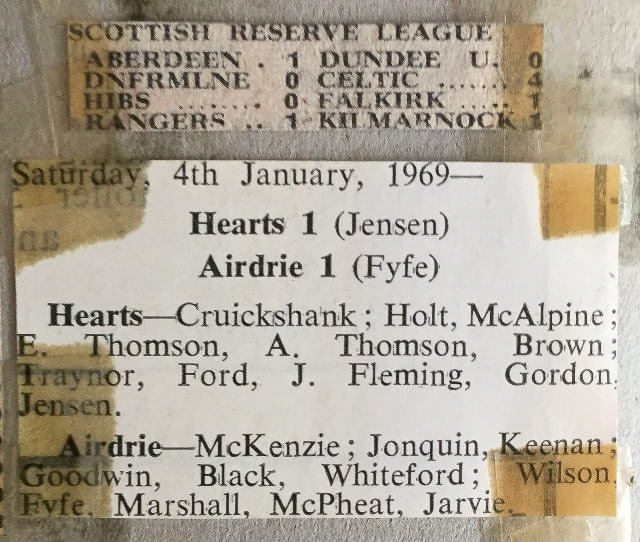 SCOTTISH RESERVE LEAGUE
ABERDEEN . 1 DUNDEE U. 0
DNFRMLNE 0 CELTIC ...... 4
HIBS ........ 0 FALKIRK ..... 1
RANGERS .. 1 KILMARNOCK 1
Saturday, 4th January, 1969—
Hearts 1 (Jensen)
Airdrie 1 (Fyfe)
Hearts—Cruickshank; Holt, McAlpine;
E. Thomson, A. Thomson, Brown;
Traynor, Ford, J. Fleming, Gordon,
Jensen.
Airdrie—McKenzie; Jonquin, Keenan;
Goodwin, Black, Whiteford; Wilson,
Fyfe, Marshall, McPheat, Jarvie.